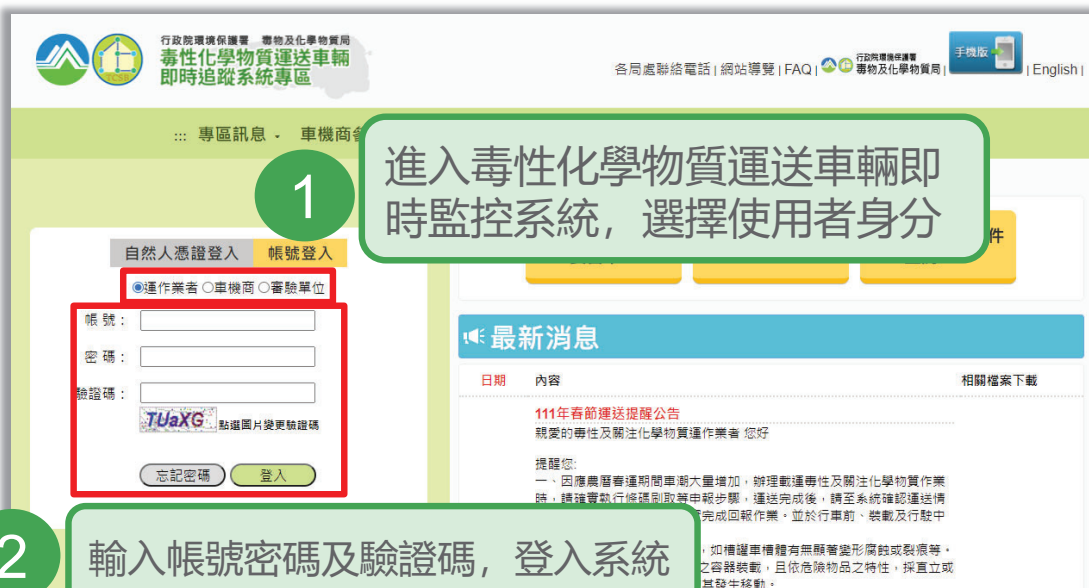 行政院環境保護署 毒物及化學物質局
毒性化學物質運送車輛
即時追蹤系統專區
TCSB
各局處聯絡電話 | 網站導覽 | FAQ | 行政院環境保護署 毒物及化學物質局 | 手機版 | English |
::: 專區訊息 車機商
1
進入毒性化學物質運送車輛即
時監控系統，選擇使用者身分
件
自然人憑證登入 帳號登入
運作業者 車機商 審驗單位
帳 號：
密 碼：
驗證碼：
TUaXG 點選圖片變更驗證碼
忘記密碼 登入
2
輸入帳號密碼及驗證碼，登入系統
最新消息
日期 內容 相關檔案下載
111年春節運送提醒公告
親愛的毒性及關注化學物質運作業者 您好
提醒您:
一、因應農曆春運期間車潮大量增加，辦理載運毒性及關注化學物質作業
時，請確實執行條碼刷取等申報步驟，運送完成後，請至系統確認運送情
完成回報作業。並於行車前、裝載及行駛中
，如槽罐車槽體有無顯著變形腐蝕或裂痕等。
之容器裝載，且依危險物品之特性，採直立或
其發生移動。